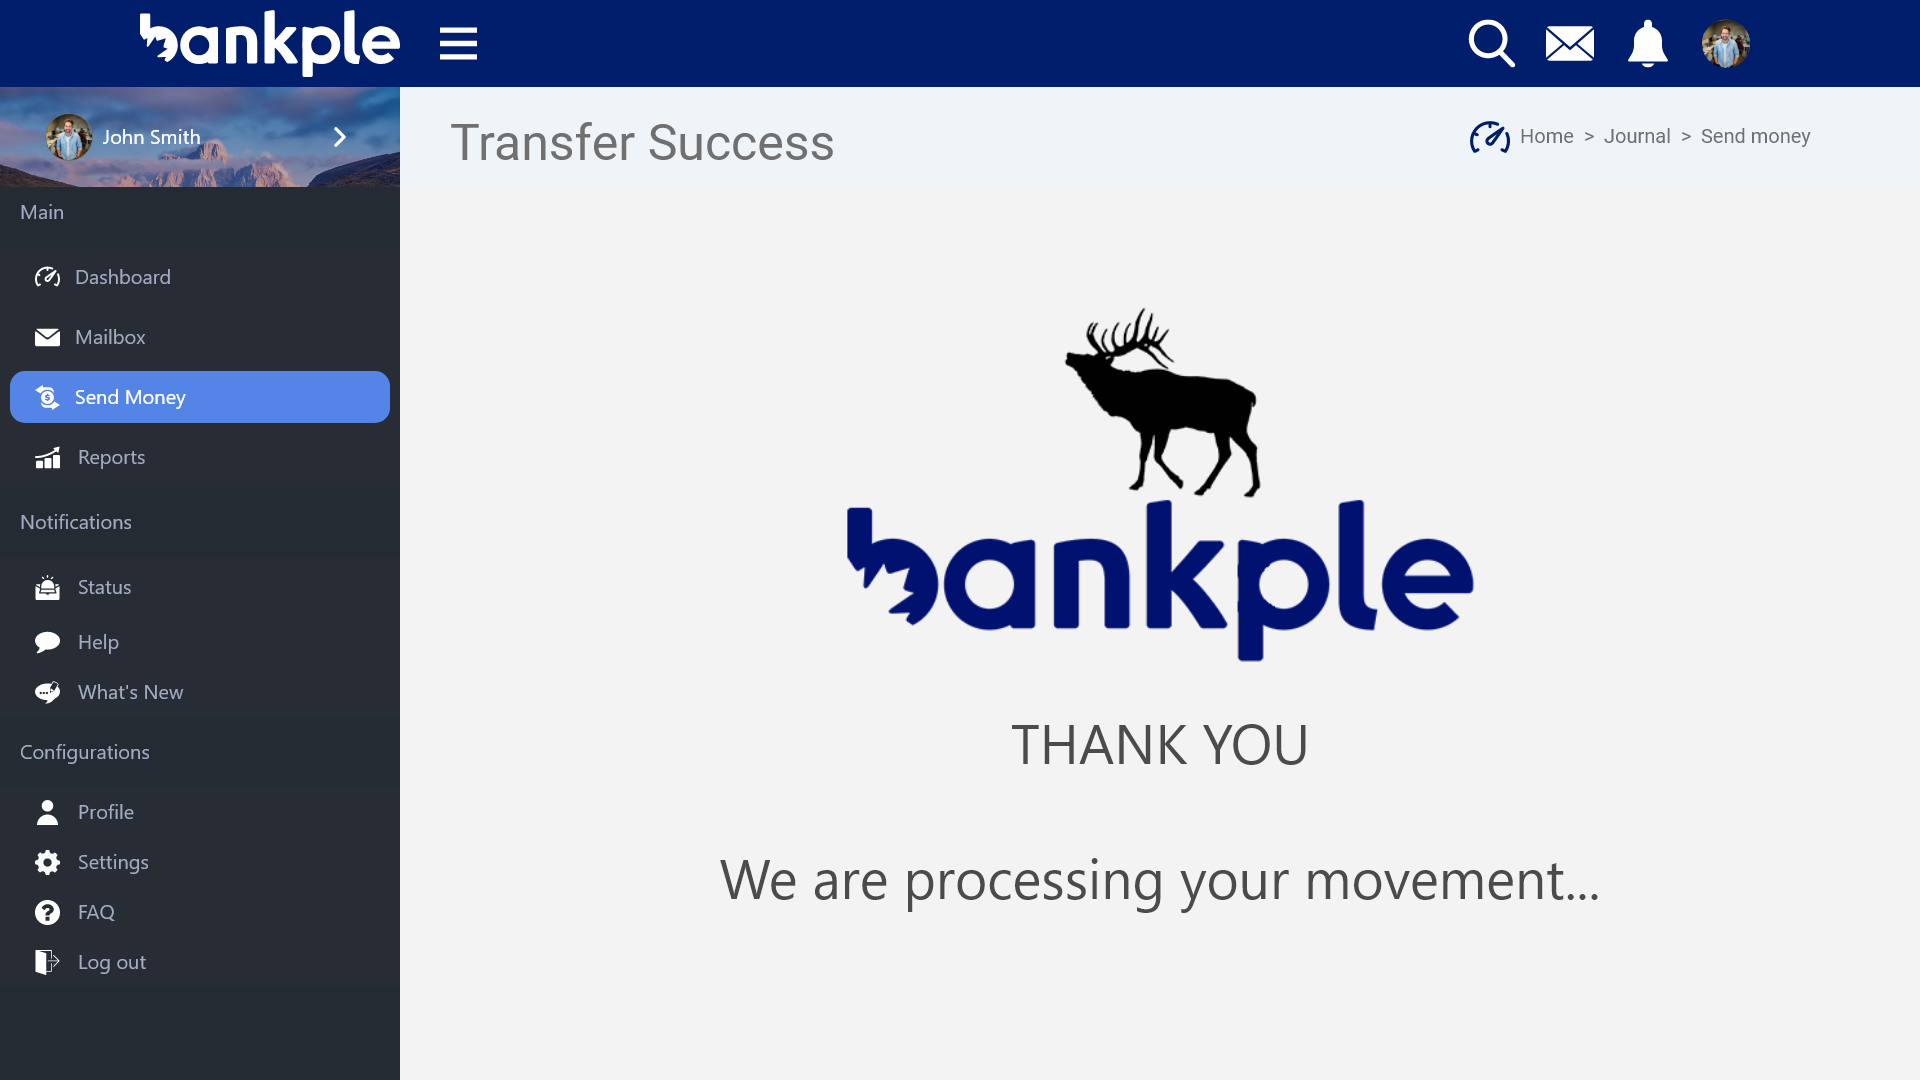 bankple
John Smith
Main
Dashboard
Mailbox
Send Money
Reports
Notifications
Status
Help
What's New
Configurations
Profile
Settings
FAQ
Log out
Transfer Success
Home > Journal > Send money
bankple
THANK YOU
We are processing your movement...